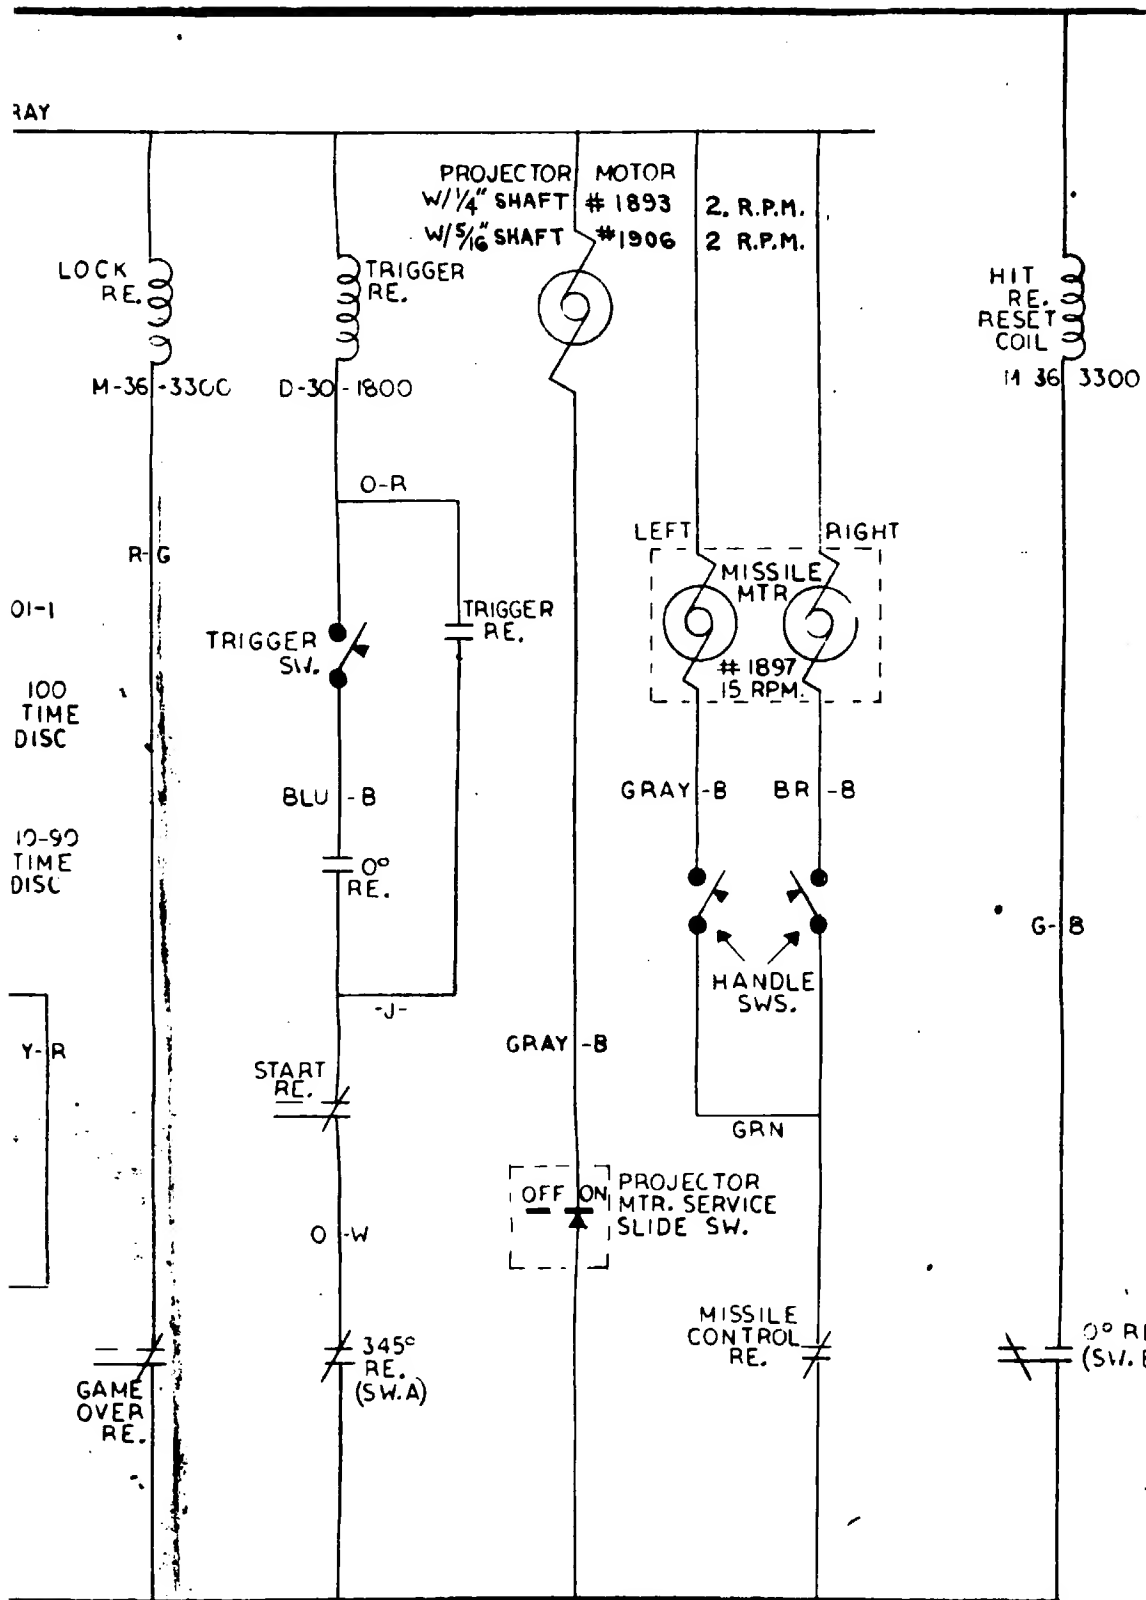 RAY
PROJECTOR MOTOR
W/ 1/4" SHAFT # 1893 2. R.P.M.
W/ 5/16" SHAFT #1906 2 R.P.M.
LOCK
RE.
M-36-3300
TRIGGER
RE.
D-30-1800
HIT
RE.
RESET
COIL
M 36 3300
O-R
R-G
LEFT
RIGHT
MISSILE
MTR
# 1897
15 RPM.
01-1
TRIGGER
SW.
TRIGGER
RE.
100
TIME
DISC
BLU-B
GRAY-B
BR-B
10-90
TIME
DISC
0°
RE.
G-B
HANDLE
SWS.
-J-
Y-R
GRAY-B
START
RE.
GRN
OFF ON
PROJECTOR
MTR. SERVICE
SLIDE SW.
O-W
GAME
OVER
RE.
345°
RE.
(SW.A)
MISSILE
CONTROL
RE.
0° R
(SW.